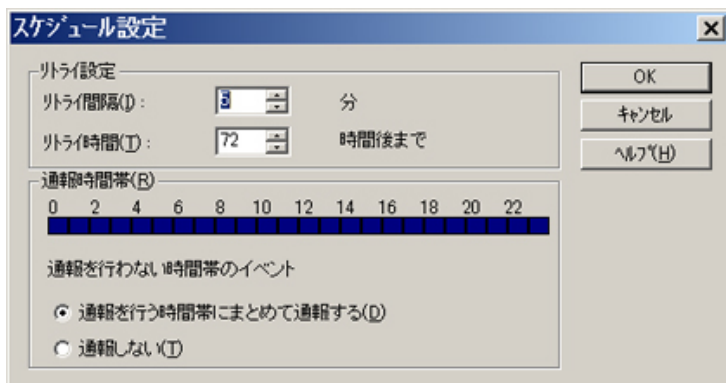 スケジュール設定
リトライ設定
リトライ間隔(I): 5 分
リトライ時間(T): 72 時間後まで
OK
キャンセル
ヘルプ(H)
通報時間帯(R)
0 2 4 6 8 10 12 14 16 18 20 22
通報を行わない時間帯のイベント
通報を行う時間帯にまとめて通報する(D)
通報しない(T)